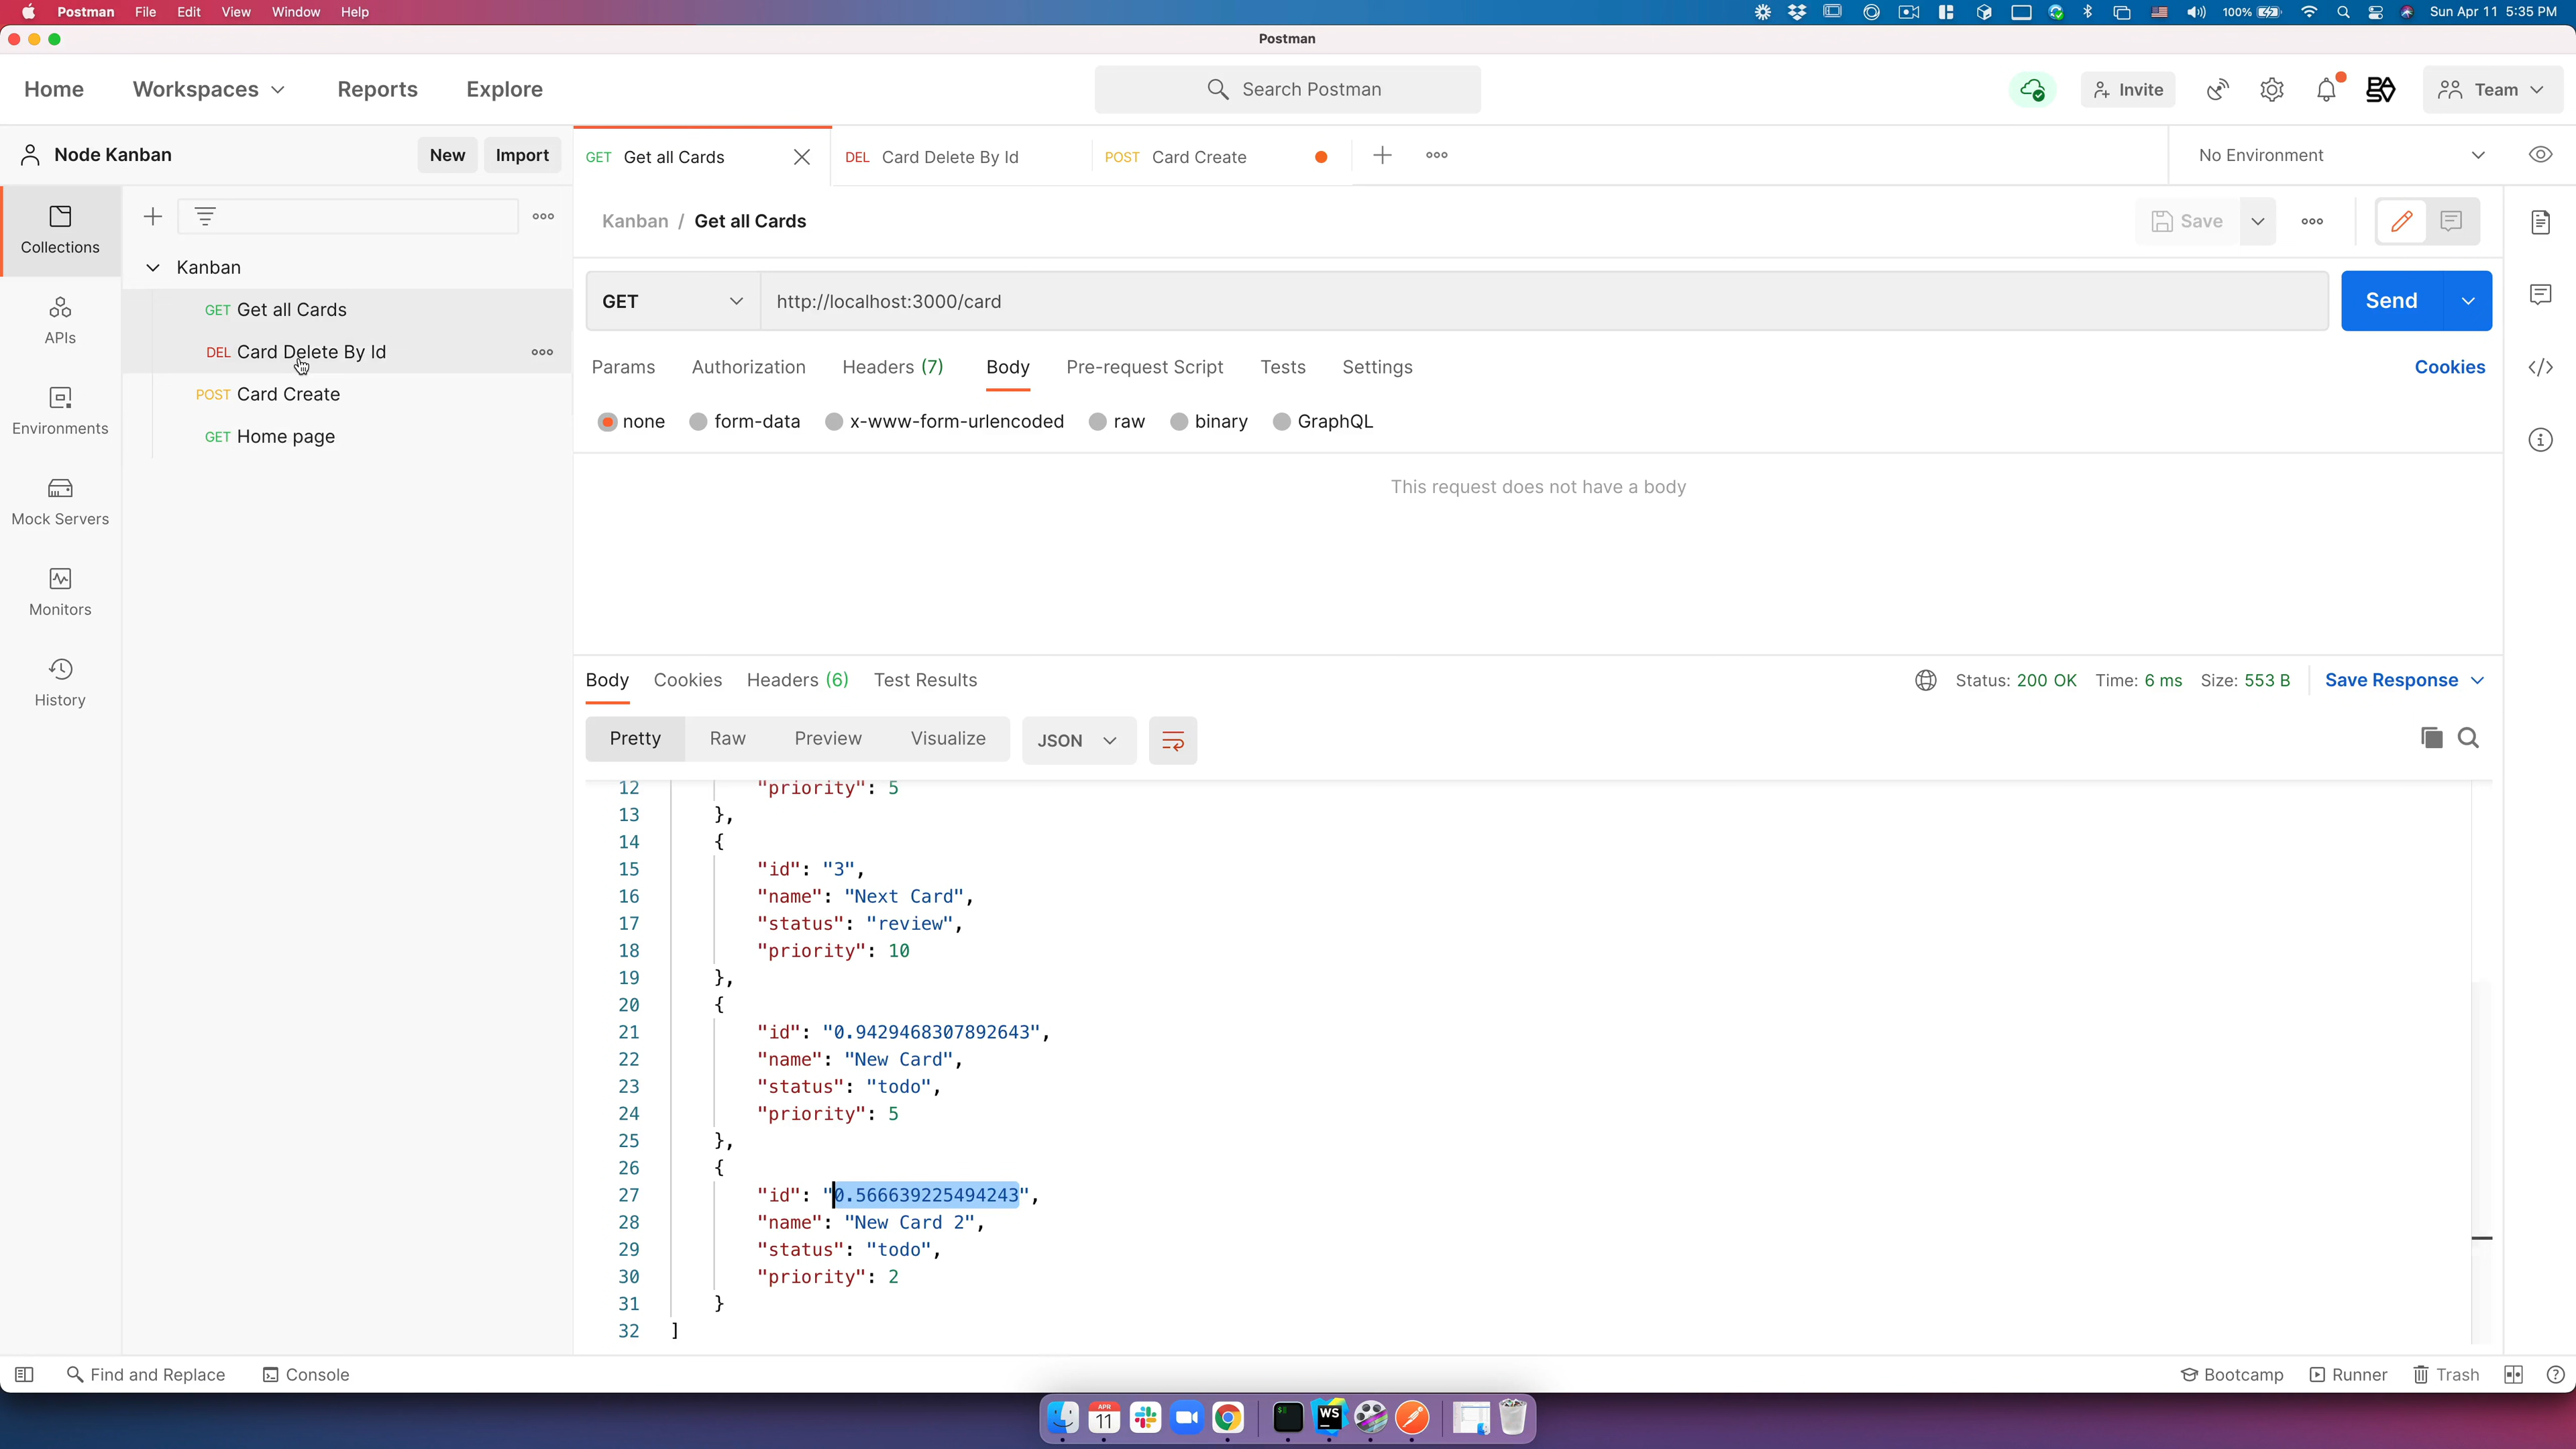 Postman File Edit View Window Help
100% Sun Apr 11 5:35 PM
Postman
Home Workspaces Reports Explore
Search Postman
Invite Team
Node Kanban New Import
GET Get all Cards DEL Card Delete By Id POST Card Create
No Environment
Collections
APIs
Environments
Mock Servers
Monitors
History
Kanban
GET Get all Cards
DEL Card Delete By Id
POST Card Create
GET Home page
Kanban / Get all Cards Save
GET http://localhost:3000/card Send
Params Authorization Headers (7) Body Pre-request Script Tests Settings Cookies
none form-data x-www-form-urlencoded raw binary GraphQL
This request does not have a body
Body Cookies Headers (6) Test Results Status: 200 OK Time: 6 ms Size: 553 B Save Response
Pretty Raw Preview Visualize JSON
12 "priority": 5
13 },
14 {
15 "id": "3",
16 "name": "Next Card",
17 "status": "review",
18 "priority": 10
19 },
20 {
21 "id": "0.9429468307892643",
22 "name": "New Card",
23 "status": "todo",
24 "priority": 5
25 },
26 {
27 "id": "0.566639225494243",
28 "name": "New Card 2",
29 "status": "todo",
30 "priority": 2
31 }
32 ]
Find and Replace Console Bootcamp Runner Trash
APR
11
WS